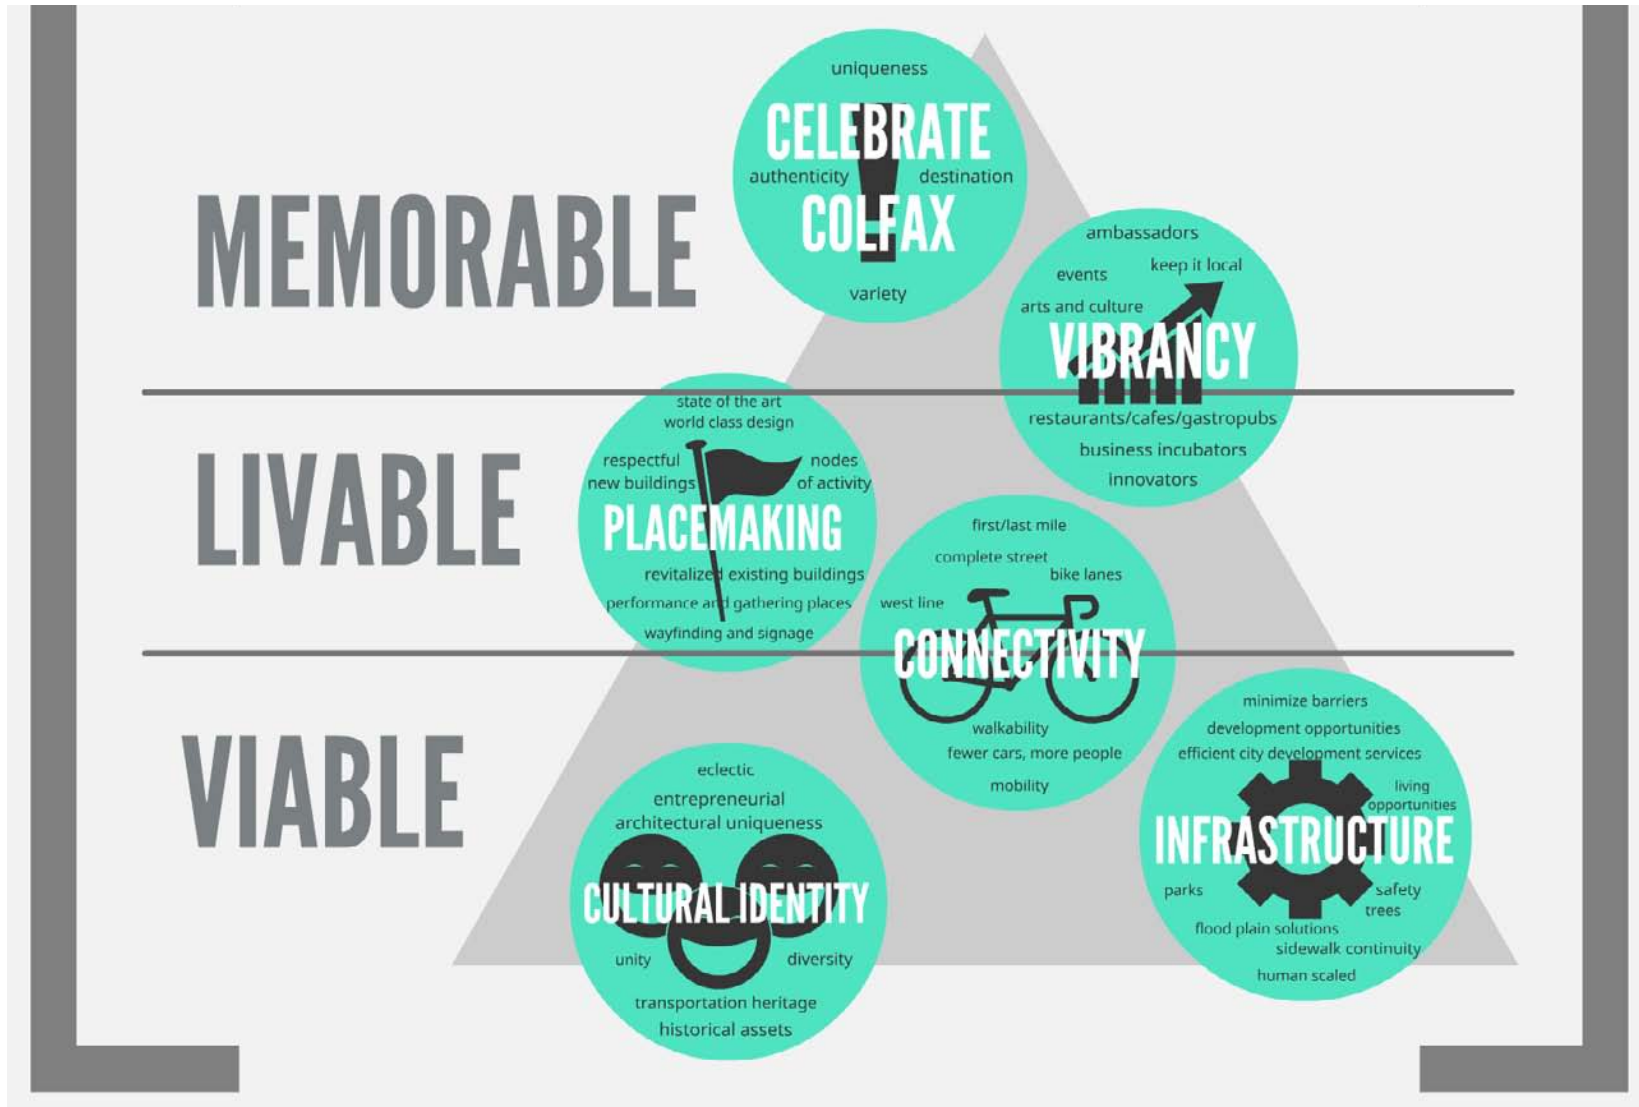 MEMORABLE
uniqueness
CELEBRATE
authenticity destination
COLFAX
variety
ambassadors
keep it local
events
arts and culture
VIBRANCY
restaurants/cafes/gastropubs
business incubators
innovators
LIVABLE
state of the art
world class design
respectful
new buildings
nodes
of activity
PLACEMAKING
revitalized existing buildings
performance and gathering places
wayfinding and signage
first/last mile
complete street
bike lanes
west line
CONNECTIVITY
walkability
fewer cars, more people
mobility
VIABLE
eclectic
entrepreneurial
architectural uniqueness
CULTURAL IDENTITY
unity
diversity
transportation heritage
historical assets
minimize barriers
development opportunities
efficient city development services
living
opportunities
INFRASTRUCTURE
parks
safety
trees
flood plain solutions
sidewalk continuity
human scaled